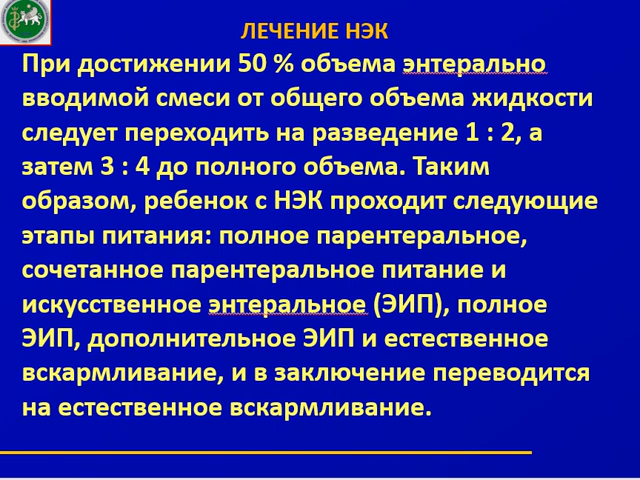 ЛЕЧЕНИЕ НЭК
При достижении 50 % объема энтерально
вводимой смеси от общего объема жидкости
следует переходить на разведение 1 : 2, а
затем 3 : 4 до полного объема. Таким
образом, ребенок с НЭК проходит следующие
этапы питания: полное парентеральное,
сочетанное парентеральное питание и
искусственное энтеральное (ЭИП), полное
ЭИП, дополнительное ЭИП и естественное
вскармливание, и в заключение переводится
на естественное вскармливание.